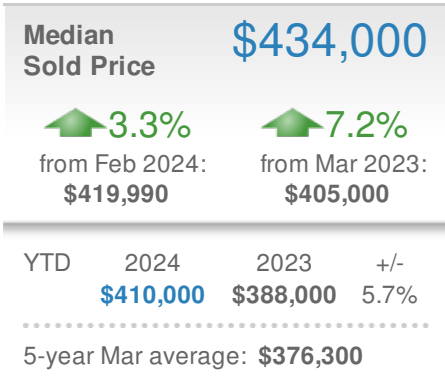 Median $434,000
Sold Price
3.3% 7.2%
from Feb 2024: from Mar 2023:
$419,990 $405,000
YTD 2024 2023 +/-
$410,000 $388,000 5.7%
5-year Mar average: $376,300